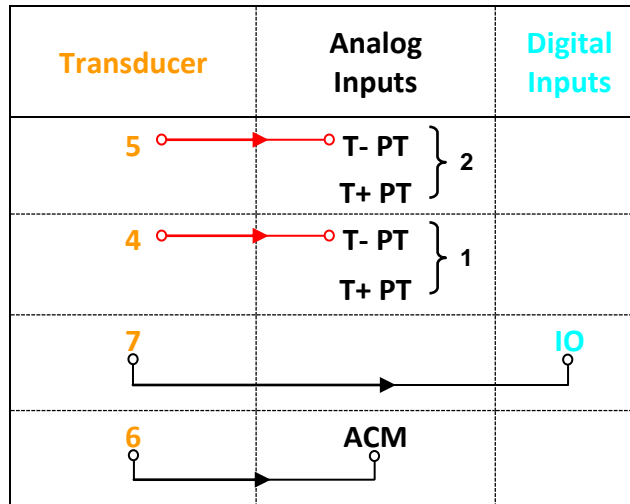 Transducer
Analog
Inputs
Digital
Inputs
5
T- PT
T+ PT
2
4
T- PT
T+ PT
1
7
IO
6
ACM